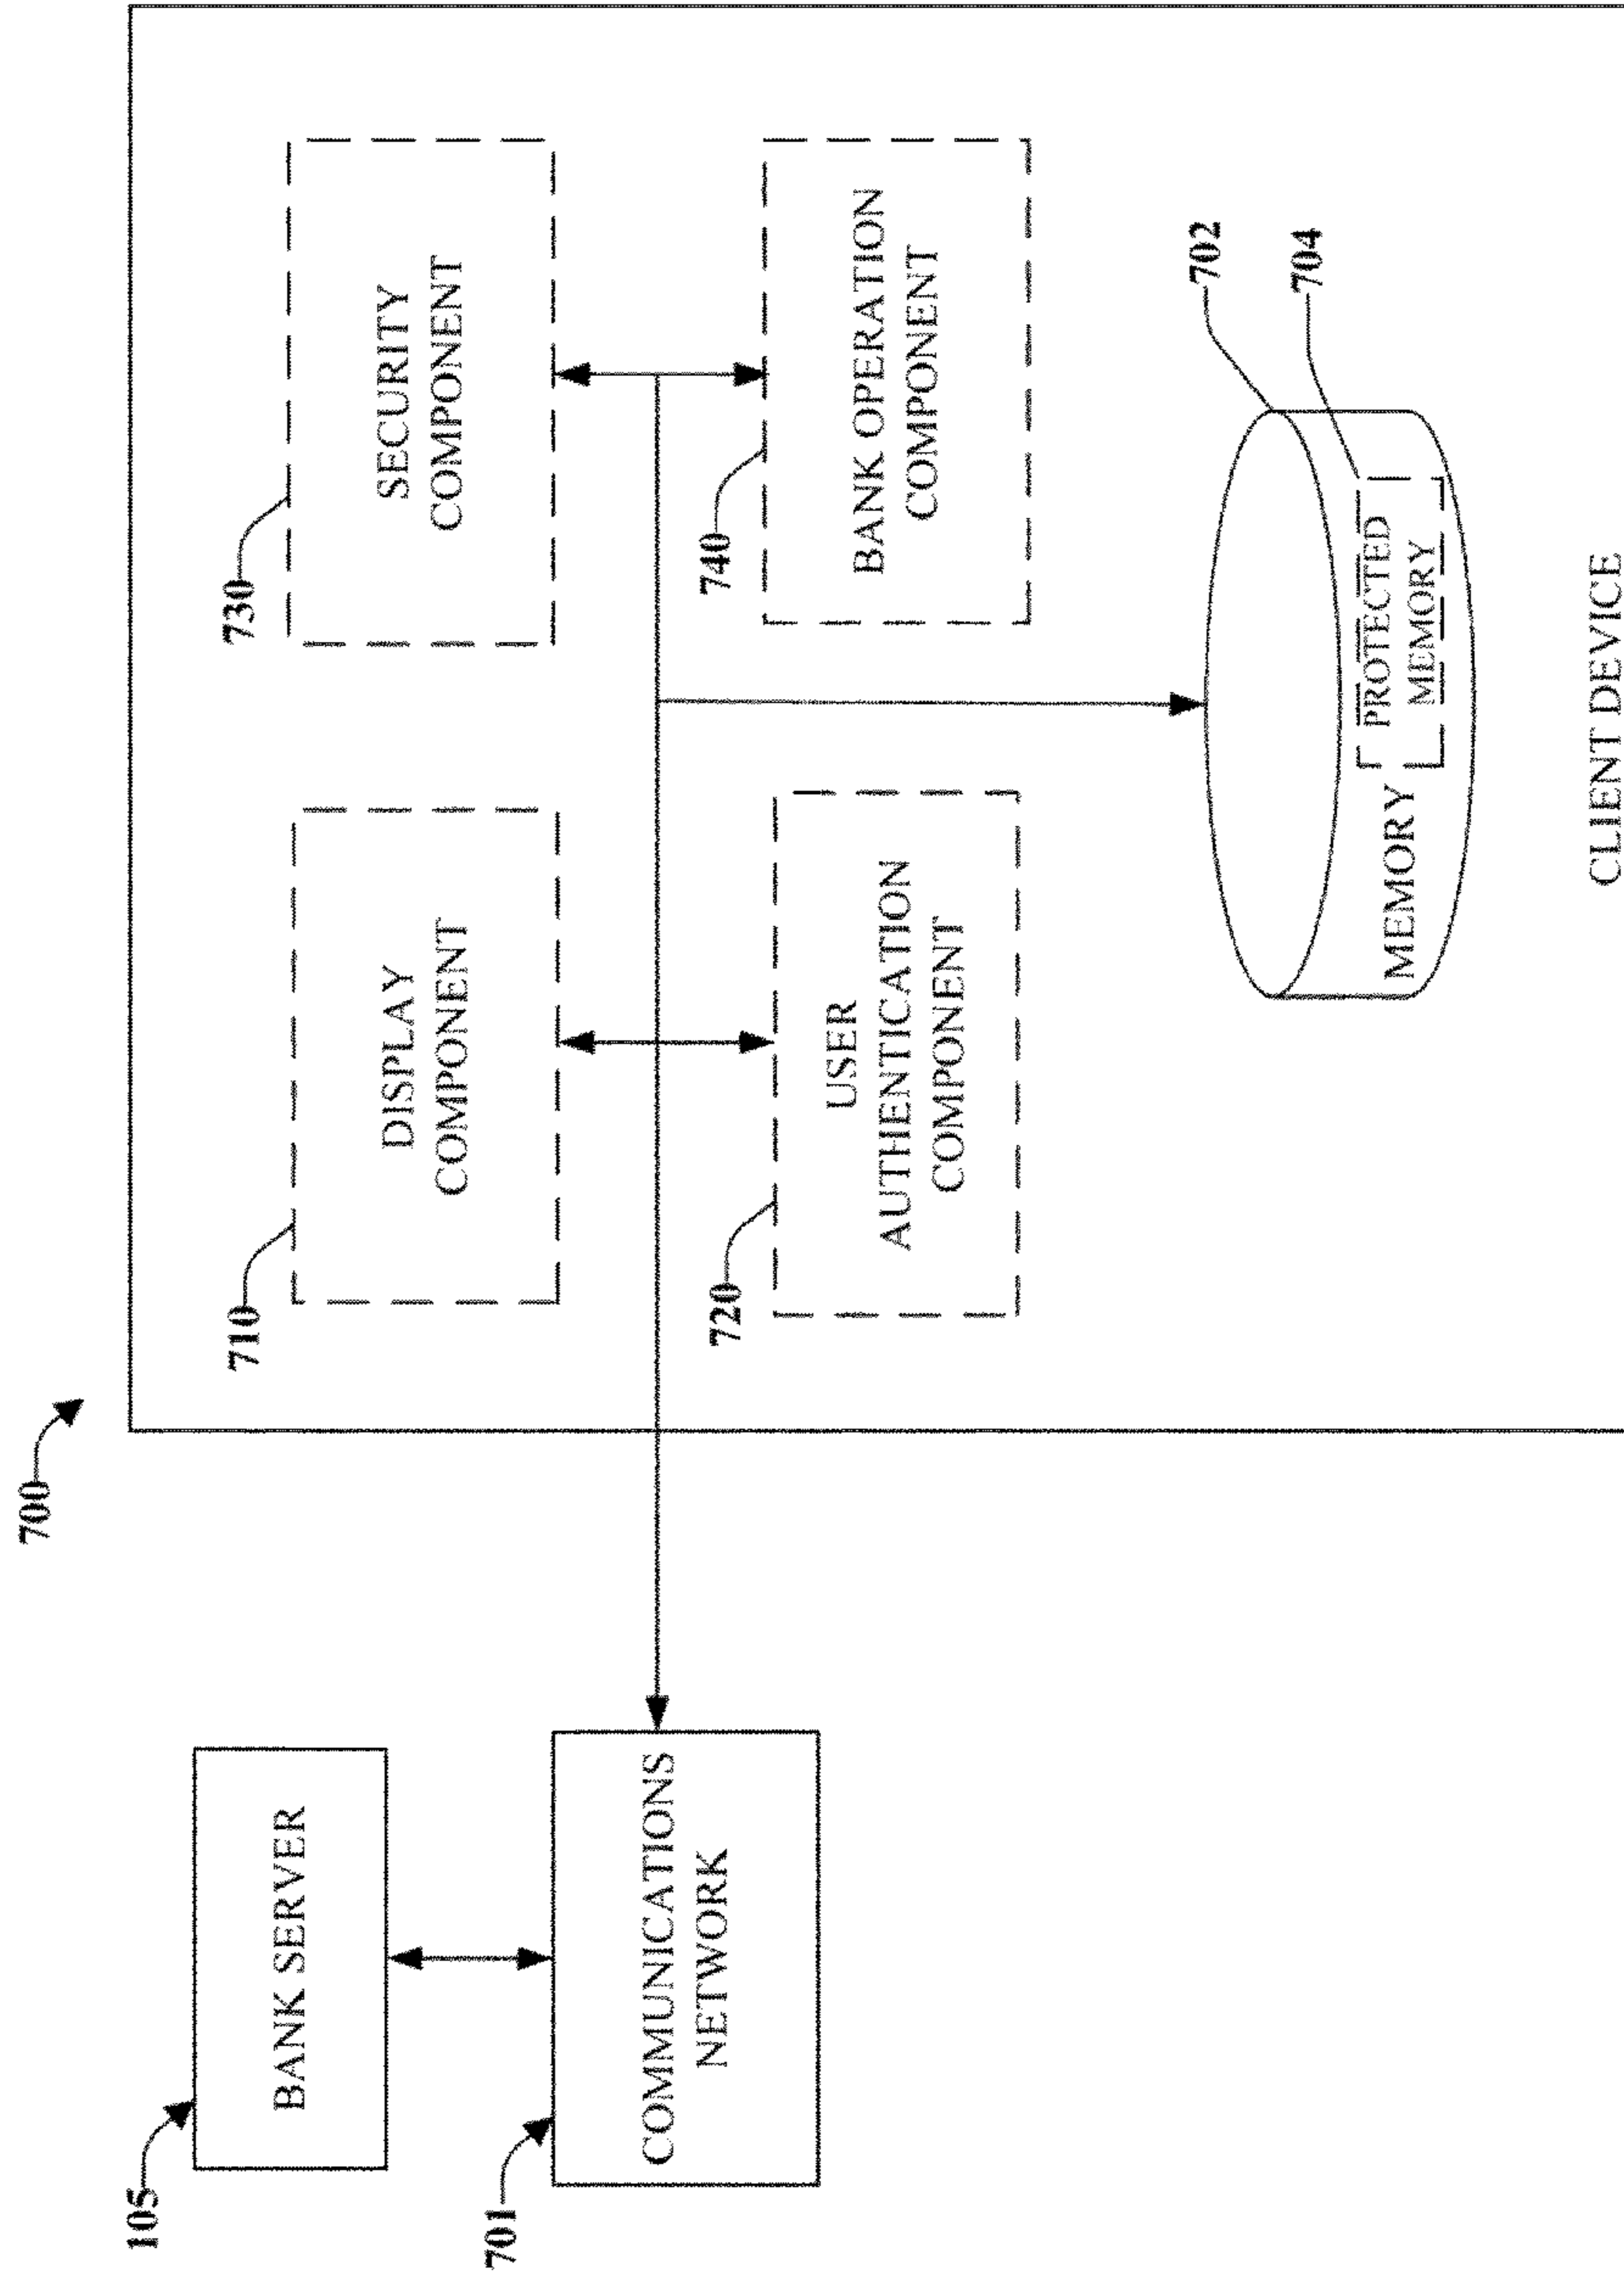 700
105
BANK SERVER
701
COMMUNICATIONS
NETWORK
710
DISPLAY
COMPONENT
730
SECURITY
COMPONENT
720
USER
AUTHENTICATION
COMPONENT
740
BANK OPERATION
COMPONENT
702
704
MEMORY
PROTECTED
MEMORY
CLIENT DEVICE